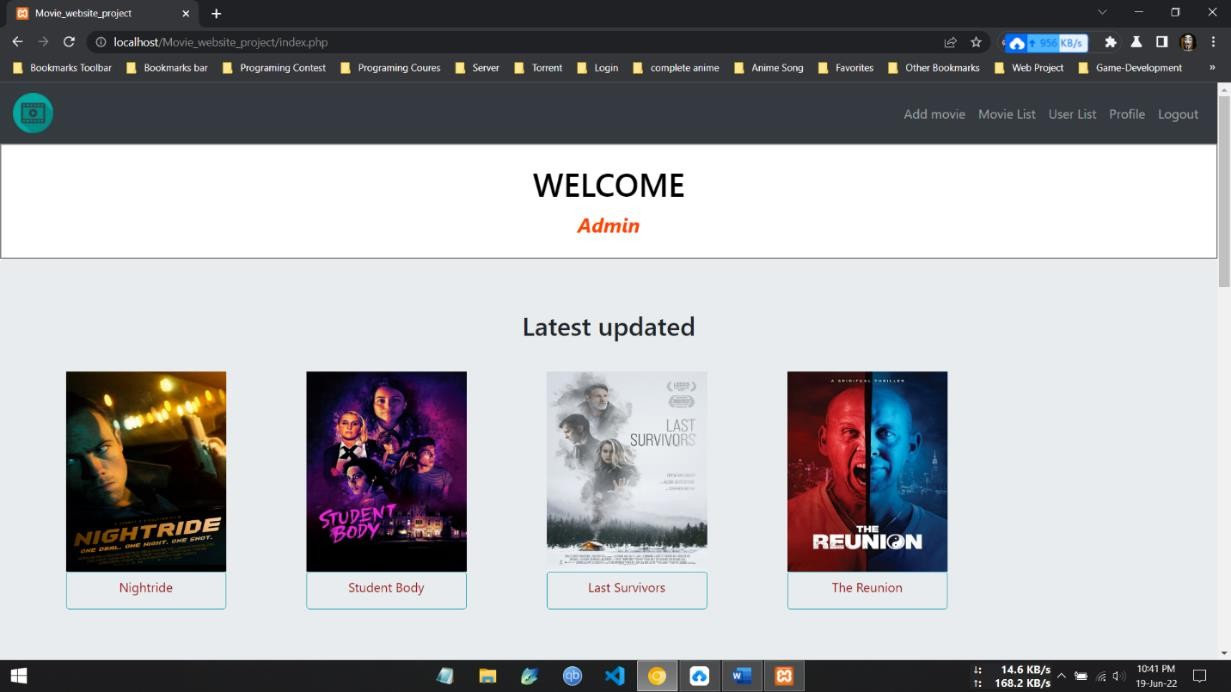 Movie_website_project
localhost/Movie_website_project/index.php
956 KB/s
Bookmarks Toolbar Bookmarks bar Programing Contest Programing Coures Server Torrent Login complete anime Anime Song Favorites Other Bookmarks Web Project Game-Development »
Add movie Movie List User List Profile Logout
WELCOME
Admin
Latest updated
NIGHTRIDE
ONE DEAL. ONE NIGHT. ONE SHOT.
STUDENT BODY
LAST SURVIVORS
A SPIRITUAL THRILLER
THE REUNION
Nightride Student Body Last Survivors The Reunion
14.6 KB/s
168.2 KB/s
10:41 PM
19-Jun-22